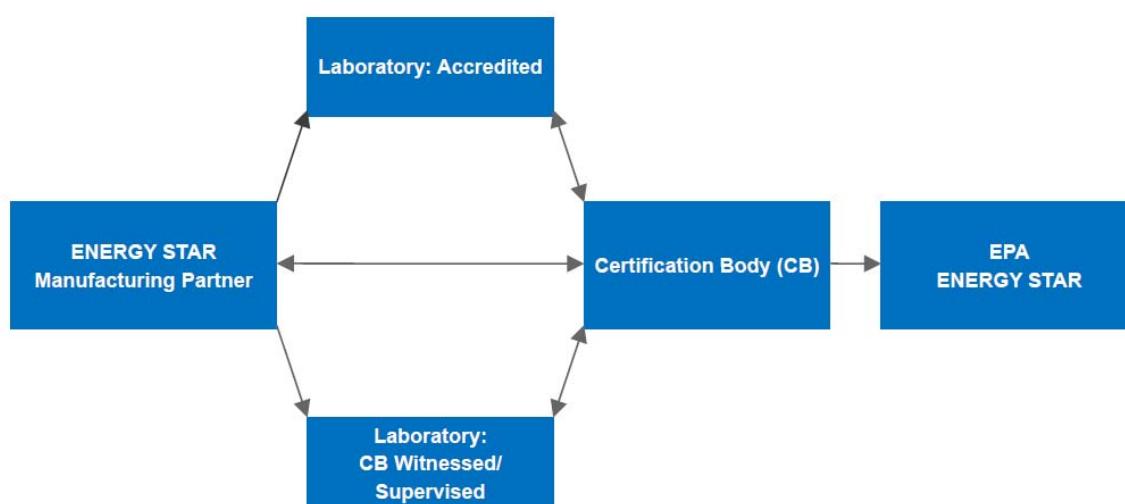 Laboratory: Accredited
ENERGY STAR
Manufacturing Partner
Certification Body (CB)
EPA
ENERGY STAR
Laboratory:
CB Witnessed/
Supervised